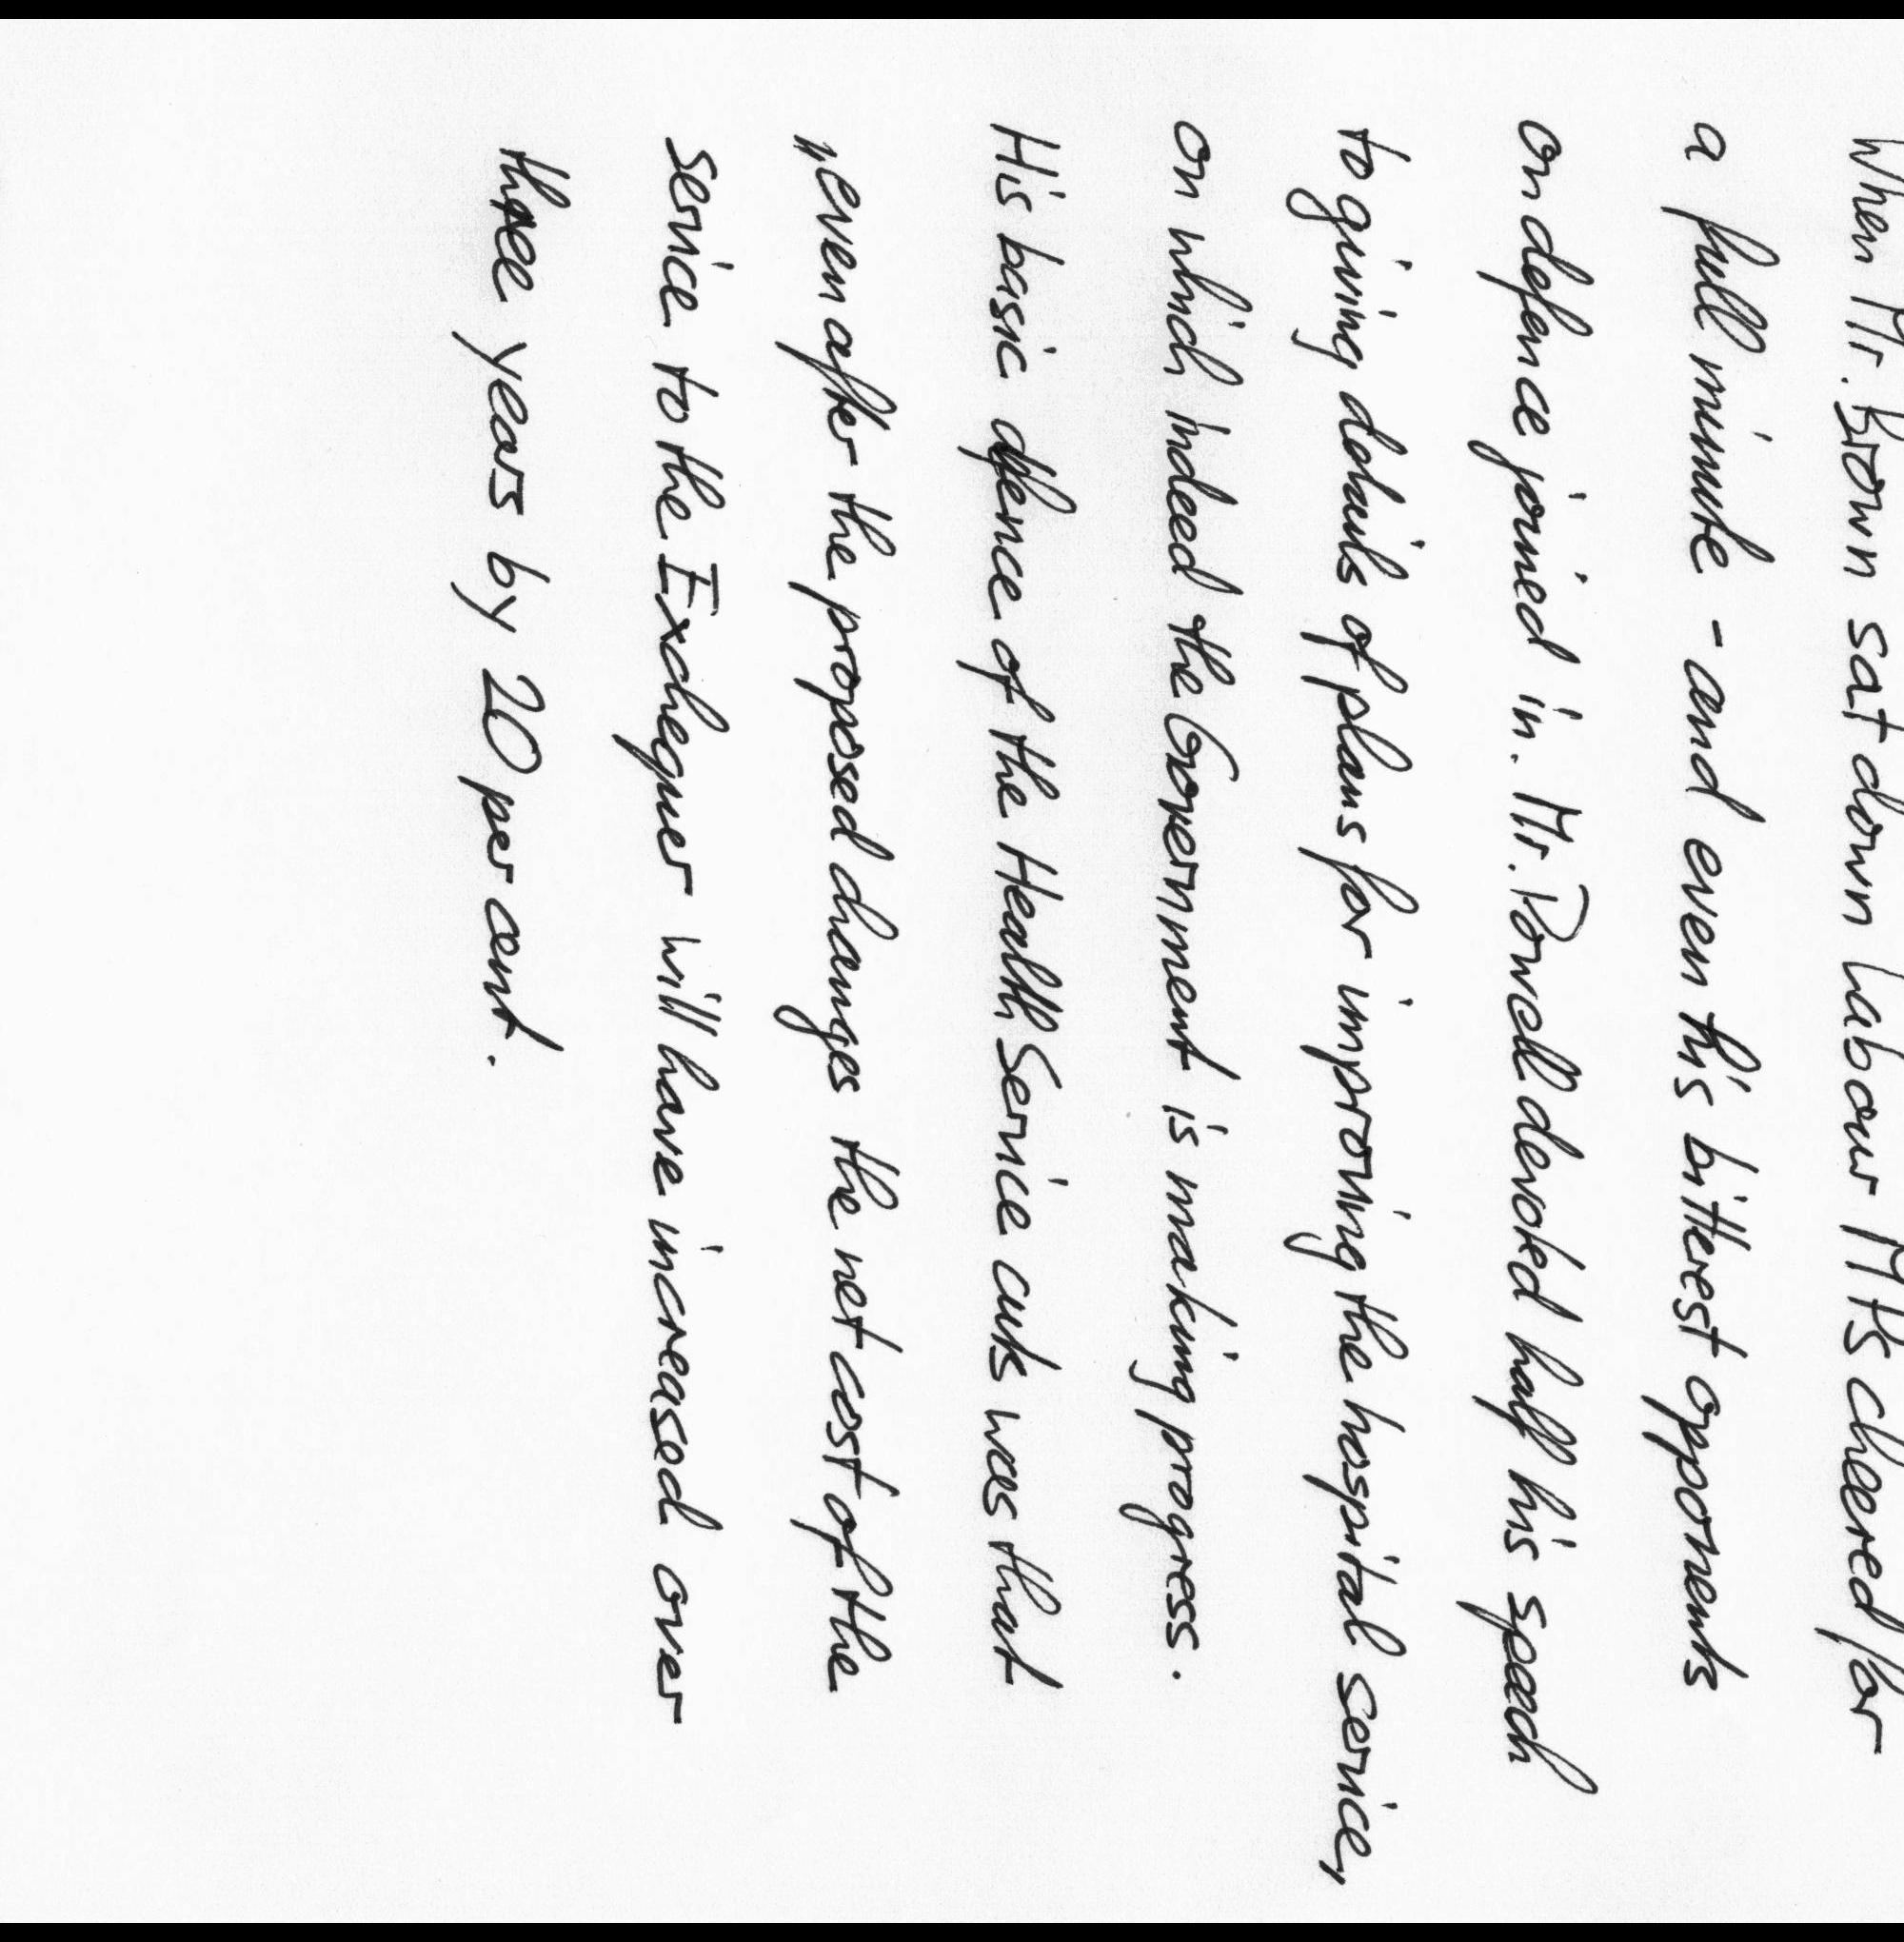 When Mr. Brown sat down Labour MPs cheered for
a full minute - and even his bitterest opponents
on defence joined in. Mr. Powell devoted half his speech
to giving details of plans for improving the hospital service,
on which indeed the Government is making progress.
His basic defence of the Health Service cuts was that
"even after the proposed changes the net cost of the
service to the Exchequer will have increased over
three years by 20 per cent.